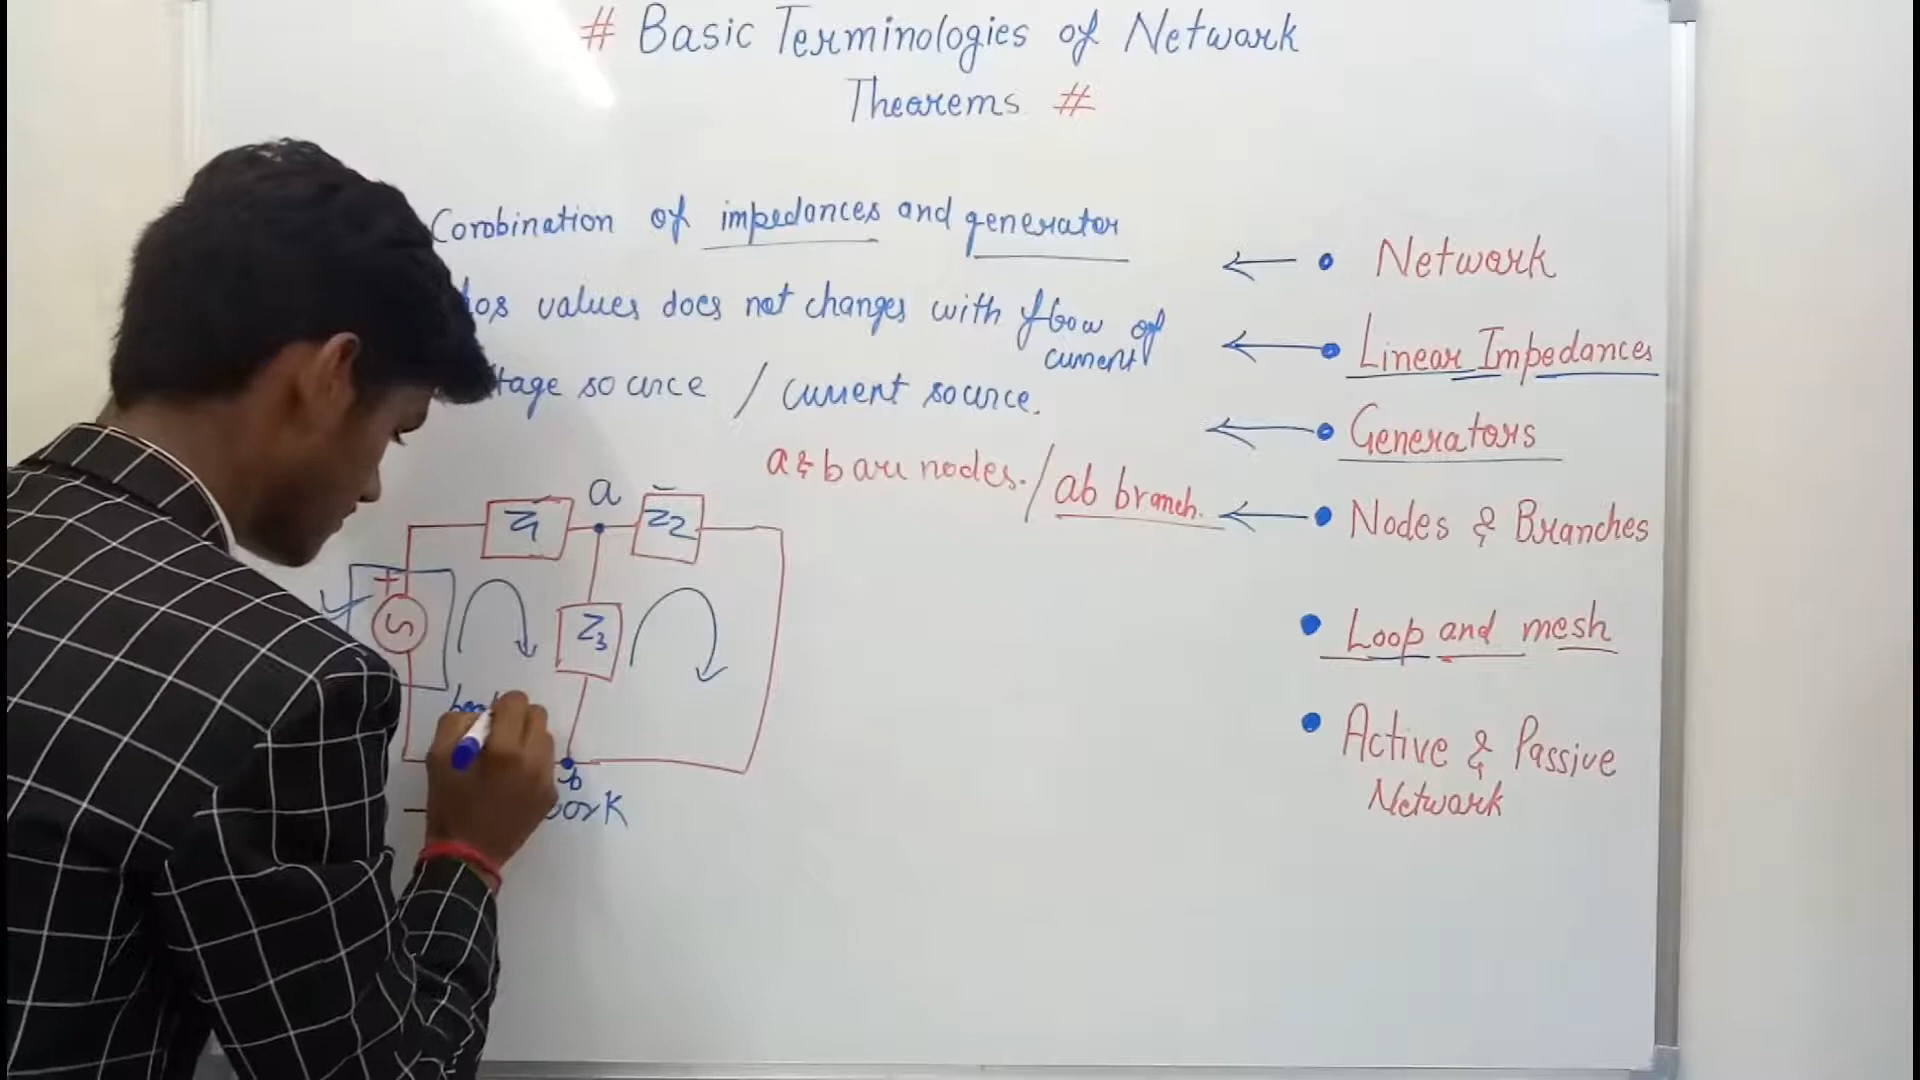 # Basic Terminologies of Network
Theorems #
Combination of impedances and generator
values does not changes with flow of
current
tage source / current source.
a & b are nodes. / ab branch.
• Network
• Linear Impedances
• Generators
• Nodes & Branches
• Loop and mesh
• Active & Passive
Network
a
Z1
Z2
+
Z3
b
work